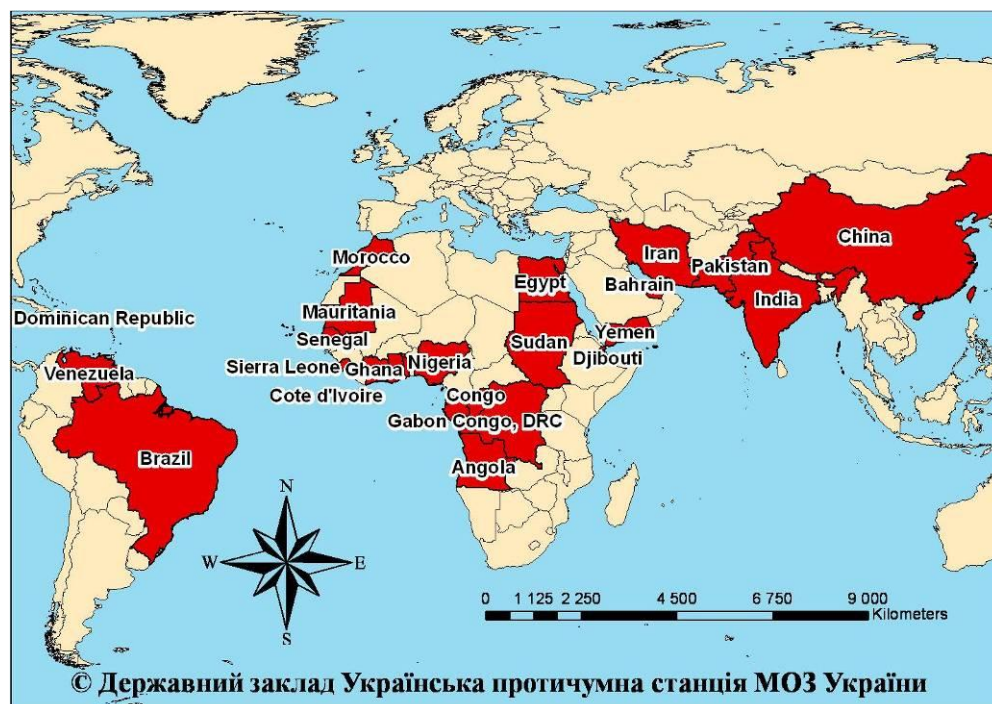 China
Iran
Pakistan
Morocco
Egypt
Bahrain
India
Mauritania
Dominican Republic
Senegal
Sudan
Yemen
Djibouti
Venezuela
Sierra Leone
Ghana
Nigeria
Cote d'Ivoire
Congo
Gabon Congo, DRC
Brazil
Angola
N
W
E
S
0 1 125 2 250 4 500 6 750 9 000
Kilometers
© Державний заклад Українська протичумна станція МОЗ України